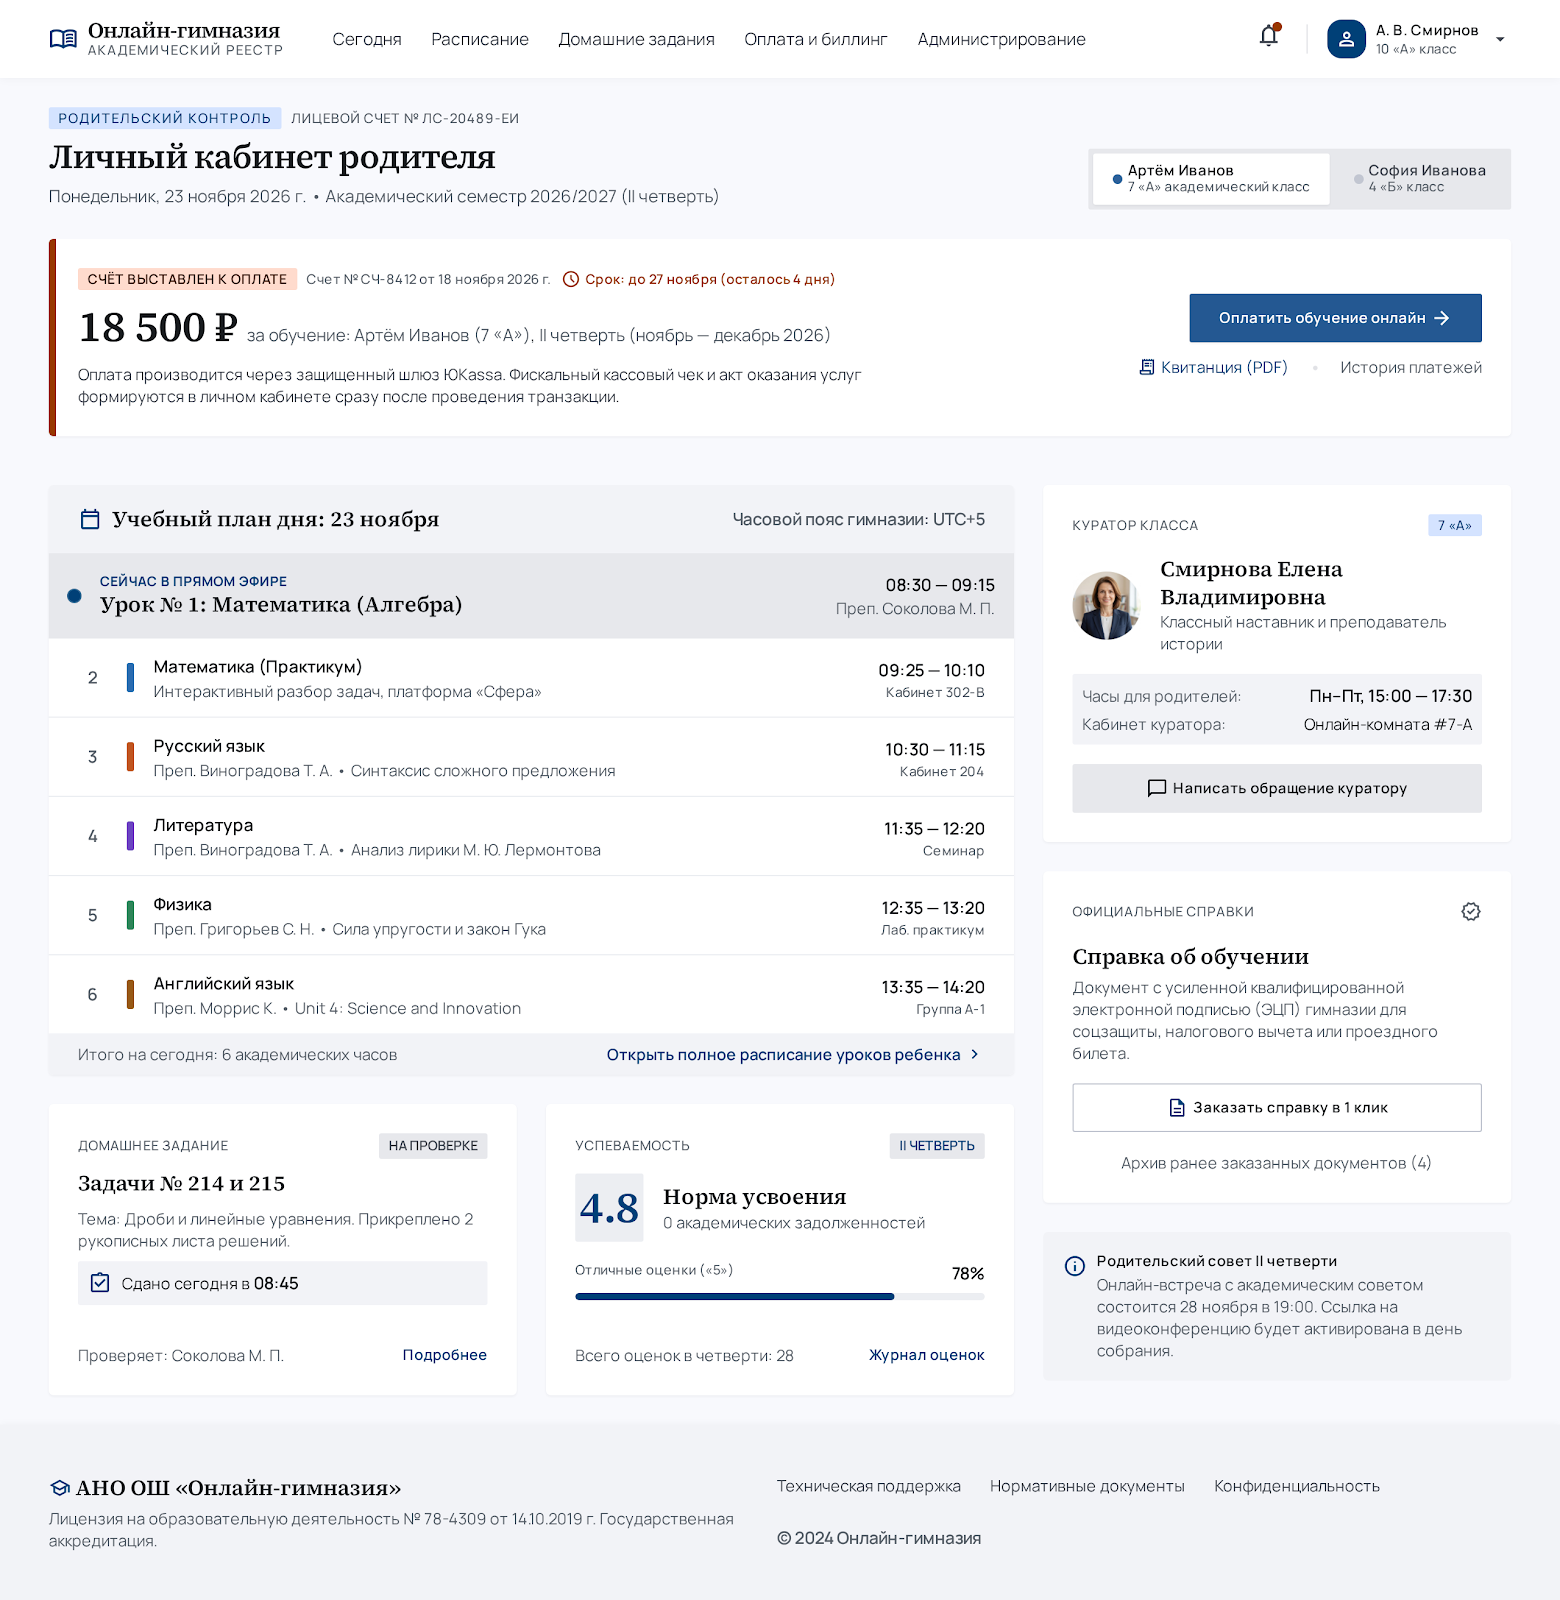 Онлайн-гимназия
АКАДЕМИЧЕСКИЙ РЕЕСТР
Сегодня
Расписание
Домашние задания
Оплата и биллинг
Администрирование
А. В. Смирнов
10 «А» класс
РОДИТЕЛЬСКИЙ КОНТРОЛЬ
ЛИЦЕВОЙ СЧЕТ № ЛС-20489-ЕИ
Личный кабинет родителя
Понедельник, 23 ноября 2026 г. • Академический семестр 2026/2027 (II четверть)
Артём Иванов
7 «А» академический класс
София Иванова
4 «Б» класс
СЧЁТ ВЫСТАВЛЕН К ОПЛАТЕ
Счет № СЧ-8412 от 18 ноября 2026 г.
Срок: до 27 ноября (осталось 4 дня)
18 500 ₽ за обучение: Артём Иванов (7 «А»), II четверть (ноябрь — декабрь 2026)
Оплата производится через защищенный шлюз ЮKassa. Фискальный кассовый чек и акт оказания услуг
формируются в личном кабинете сразу после проведения транзакции.
Оплатить обучение онлайн
Квитанция (PDF)
История платежей
Учебный план дня: 23 ноября
Часовой пояс гимназии: UTC+5
СЕЙЧАС В ПРЯМОМ ЭФИРЕ
Урок № 1: Математика (Алгебра)
08:30 — 09:15
Преп. Соколова М. П.
2
Математика (Практикум)
Интерактивный разбор задач, платформа «Сфера»
09:25 — 10:10
Кабинет 302-В
3
Русский язык
Преп. Виноградова Т. А. • Синтаксис сложного предложения
10:30 — 11:15
Кабинет 204
4
Литература
Преп. Виноградова Т. А. • Анализ лирики М. Ю. Лермонтова
11:35 — 12:20
Семинар
5
Физика
Преп. Григорьев С. Н. • Сила упругости и закон Гука
12:35 — 13:20
Лаб. практикум
6
Английский язык
Преп. Моррис К. • Unit 4: Science and Innovation
13:35 — 14:20
Группа А-1
Итого на сегодня: 6 академических часов
Открыть полное расписание уроков ребенка
ДОМАШНЕЕ ЗАДАНИЕ
НА ПРОВЕРКЕ
Задачи № 214 и 215
Тема: Дроби и линейные уравнения. Прикреплено 2
рукописных листа решений.
Сдано сегодня в 08:45
Проверяет: Соколова М. П.
Подробнее
УСПЕВАЕМОСТЬ
II ЧЕТВЕРТЬ
4.8
Норма усвоения
0 академических задолженностей
Отличные оценки («5»)
78%
Всего оценок в четверти: 28
Журнал оценок
КУРАТОР КЛАССА
7 «А»
Смирнова Елена
Владимировна
Классный наставник и преподаватель
истории
Часы для родителей:
Пн–Пт, 15:00 — 17:30
Кабинет куратора:
Онлайн-комната #7-А
Написать обращение куратору
ОФИЦИАЛЬНЫЕ СПРАВКИ
Справка об обучении
Документ с усиленной квалифицированной
электронной подписью (ЭЦП) гимназии для
соцзащиты, налогового вычета или проездного
билета.
Заказать справку в 1 клик
Архив ранее заказанных документов (4)
Родительский совет II четверти
Онлайн-встреча с академическим советом
состоится 28 ноября в 19:00. Ссылка на
видеоконференцию будет активирована в день
собрания.
АНО ОШ «Онлайн-гимназия»
Лицензия на образовательную деятельность № 78-4309 от 14.10.2019 г. Государственная
аккредитация.
Техническая поддержка
Нормативные документы
Конфиденциальность
© 2024 Онлайн-гимназия